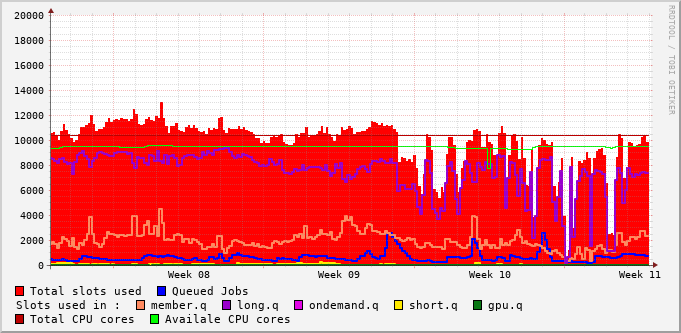 20000
18000
16000
14000
12000
10000
8000
6000
4000
2000
0
Week 08 Week 09 Week 10 Week 11
RRDTOOL / TOBI OETIKER
Total slots used Queued Jobs
Slots used in : member.q long.q ondemand.q short.q gpu.q
Total CPU cores Availale CPU cores